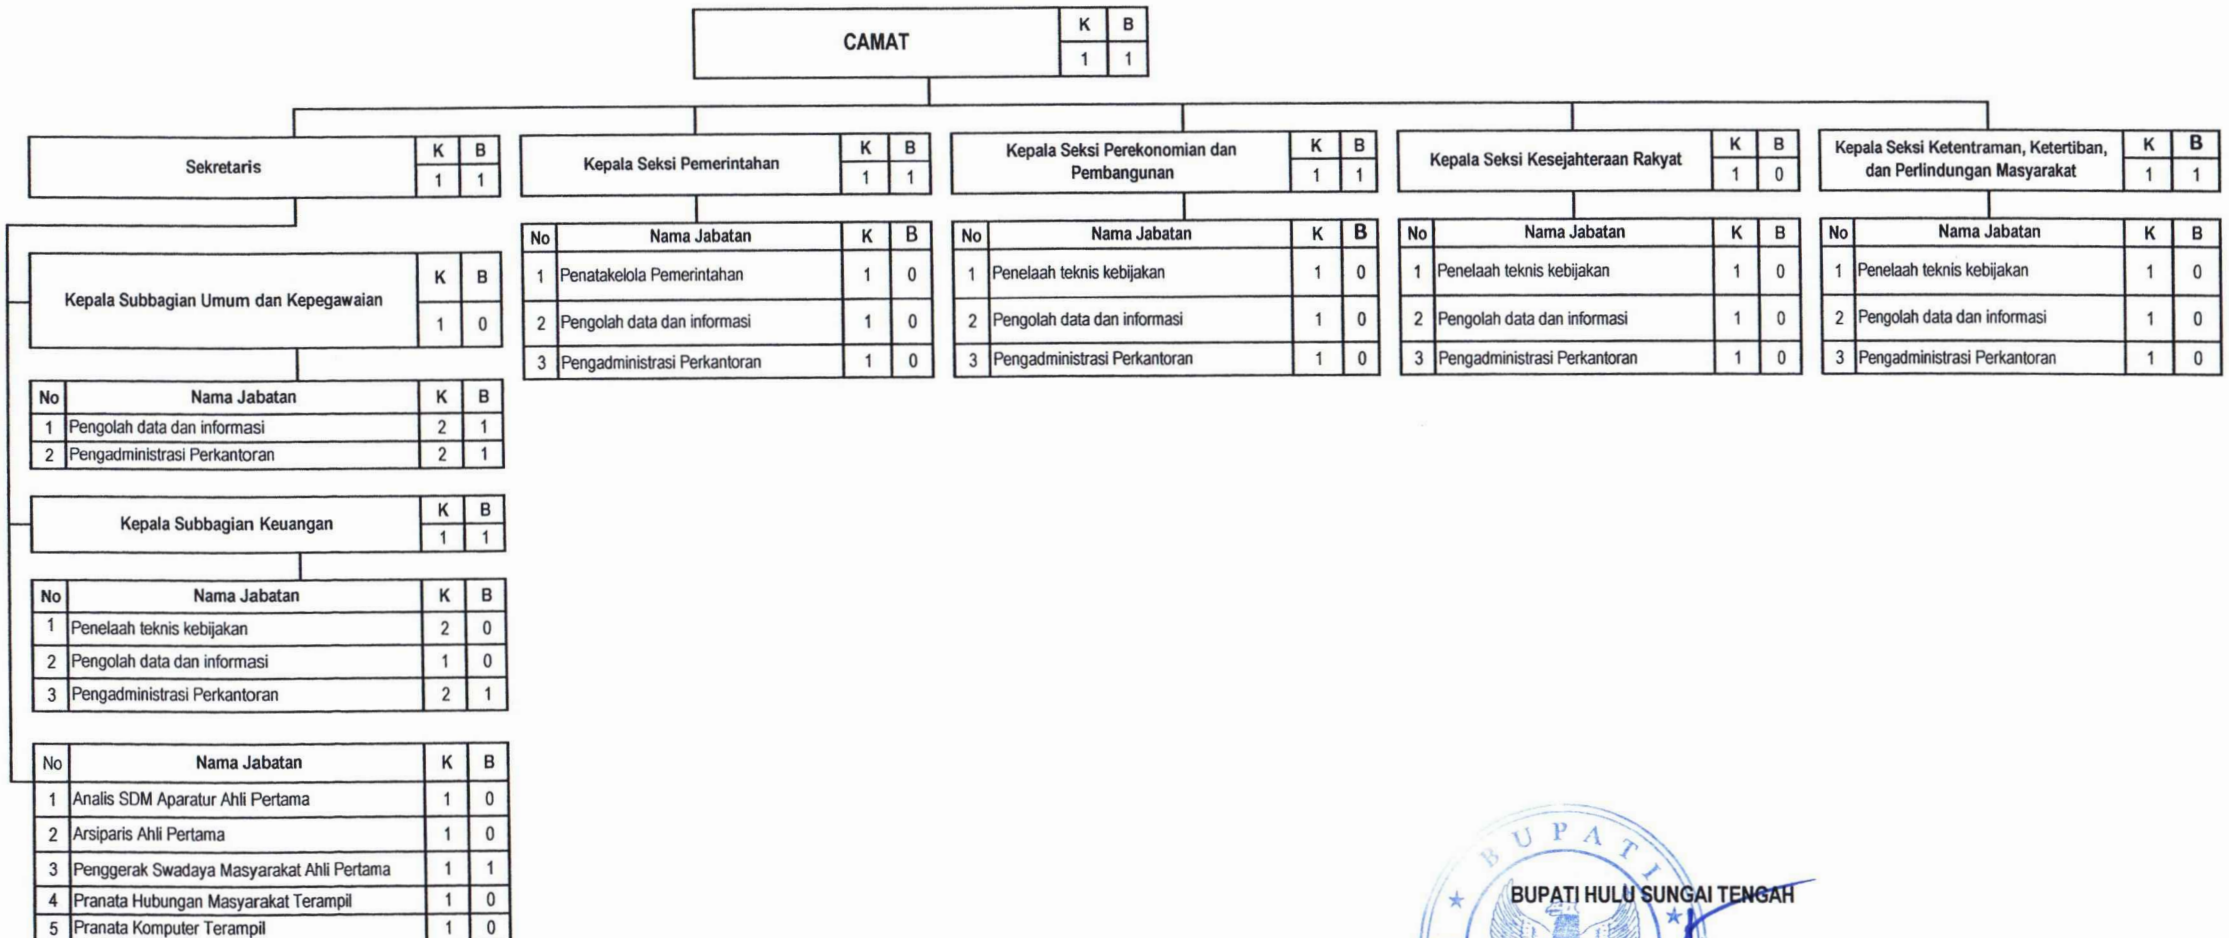 CAMAT
K B
1 1
Sekretaris
K B
1 1
Kepala Seksi Pemerintahan
K B
1 1
Kepala Seksi Perekonomian dan
Pembangunan
K B
1 1
Kepala Seksi Kesejahteraan Rakyat
K B
1 0
Kepala Seksi Ketentraman, Ketertiban,
dan Perlindungan Masyarakat
K B
1 1
Kepala Subbagian Umum dan Kepegawaian
K B
1 0
No Nama Jabatan K B
1 Pengolah data dan informasi 2 1
2 Pengadministrasi Perkantoran 2 1
Kepala Subbagian Keuangan
K B
1 1
No Nama Jabatan K B
1 Penelaah teknis kebijakan 2 0
2 Pengolah data dan informasi 1 0
3 Pengadministrasi Perkantoran 2 1
No Nama Jabatan K B
1 Analis SDM Aparatur Ahli Pertama 1 0
2 Arsiparis Ahli Pertama 1 0
3 Penggerak Swadaya Masyarakat Ahli Pertama 1 1
4 Pranata Hubungan Masyarakat Terampil 1 0
5 Pranata Komputer Terampil 1 0
No Nama Jabatan K B
1 Penatakelola Pemerintahan 1 0
2 Pengolah data dan informasi 1 0
3 Pengadministrasi Perkantoran 1 0
No Nama Jabatan K B
1 Penelaah teknis kebijakan 1 0
2 Pengolah data dan informasi 1 0
3 Pengadministrasi Perkantoran 1 0
No Nama Jabatan K B
1 Penelaah teknis kebijakan 1 0
2 Pengolah data dan informasi 1 0
3 Pengadministrasi Perkantoran 1 0
No Nama Jabatan K B
1 Penelaah teknis kebijakan 1 0
2 Pengolah data dan informasi 1 0
3 Pengadministrasi Perkantoran 1 0
BUPATI
BUPATI HULU SUNGAI TENGAH